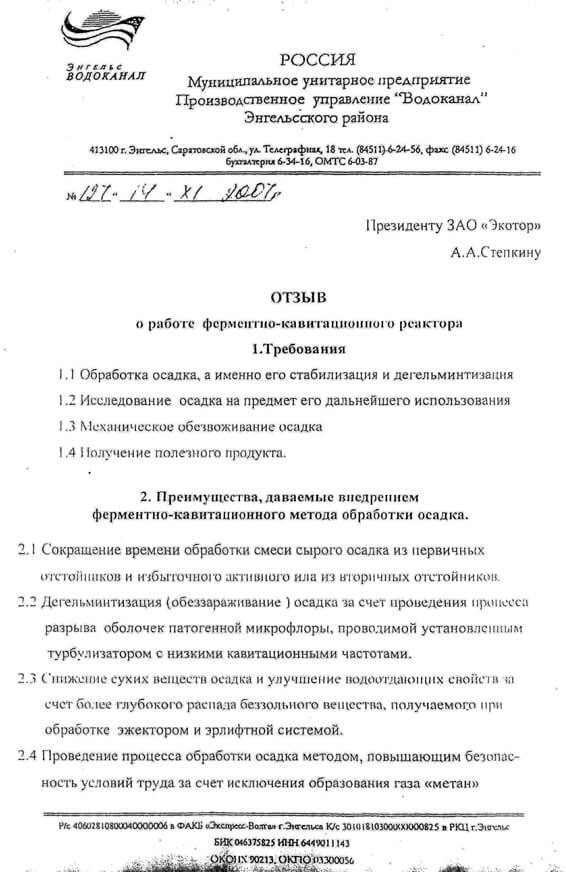 Энгельс
ВОДОКАНАЛ
РОССИЯ
Муниципальное унитарное предприятие
Производственное управление “Водоканал”
Энгельсского района
413100 г. Энгельс, Саратовской обл., ул. Телеграфная, 18 тел. (84511)-6-24-56, факс (84511) 6-24-16
бухгалтерия 6-34-16, ОМТС 6-03-87
№ 127 " 14 " XI 2007г
Президенту ЗАО «Экотор»
А.А.Степкину
ОТЗЫВ
о работе ферментно-кавитационного реактора
1.Требования
1.1 Обработка осадка, а именно его стабилизация и дегельминтизация
1.2 Исследование осадка на предмет его дальнейшего использования
1.3 Механическое обезвоживание осадка
1.4 Получение полезного продукта.
2. Преимущества, даваемые внедрением
ферментно-кавитационного метода обработки осадка.
2.1 Сокращение времени обработки смеси сырого осадка из первичных
отстойников и избыточного активного ила из вторичных отстойников.
2.2 Дегельминтизация (обеззараживание ) осадка за счет проведения процесса
разрыва оболочек патогенной микрофлоры, проводимой установленным
турбулизатором с низкими кавитационными частотами.
2.3 Снижение сухих веществ осадка и улучшение водоотдающих свойств за
счет более глубокого распада беззольного вещества, получаемого при
обработке эжектором и эрлифтной системой.
2.4 Проведение процесса обработки осадка методом, повышающим безопас-
ность условий труда за счет исключения образования газа «метан»
Р/с 40602810800040000006 в ФАКБ «Экспресс-Волга» г.Энгельса К/с 30101810300000000825 в РКЦ г.Энгельс
БИК 046375825 ИНН 6449011143
ОКОНХ 90213, ОКПО 03300056